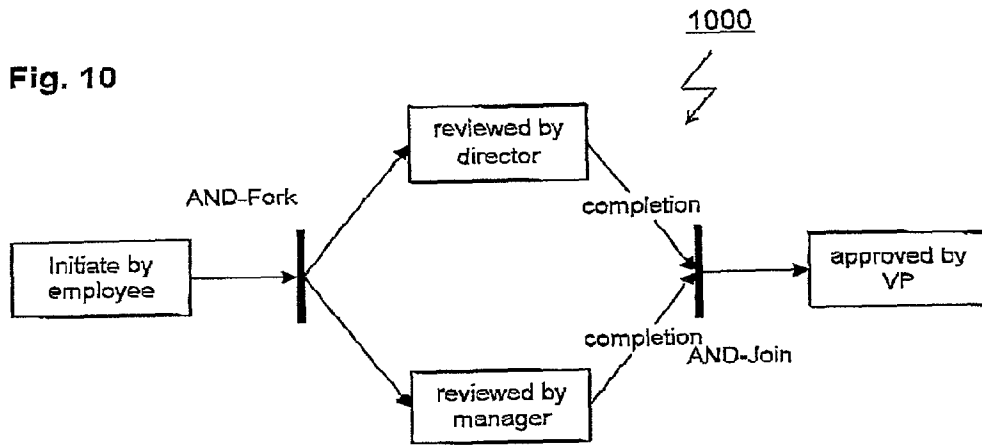 1000
Fig. 10
reviewed by
director
AND-Fork
completion
Initiate by
employee
approved by
VP
completion
AND-Join
reviewed by
manager